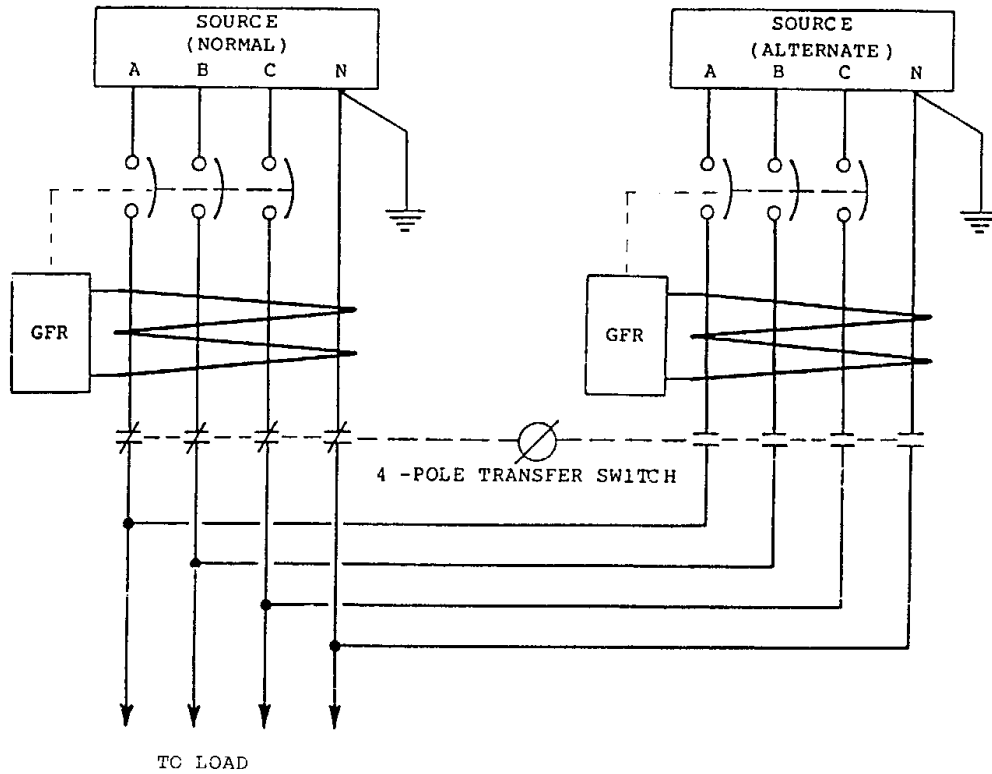 SOURCE
(NORMAL)
A B C N
SOURCE
(ALTERNATE)
A B C N
GFR
GFR
4 -POLE TRANSFER SWITCH
TO LOAD